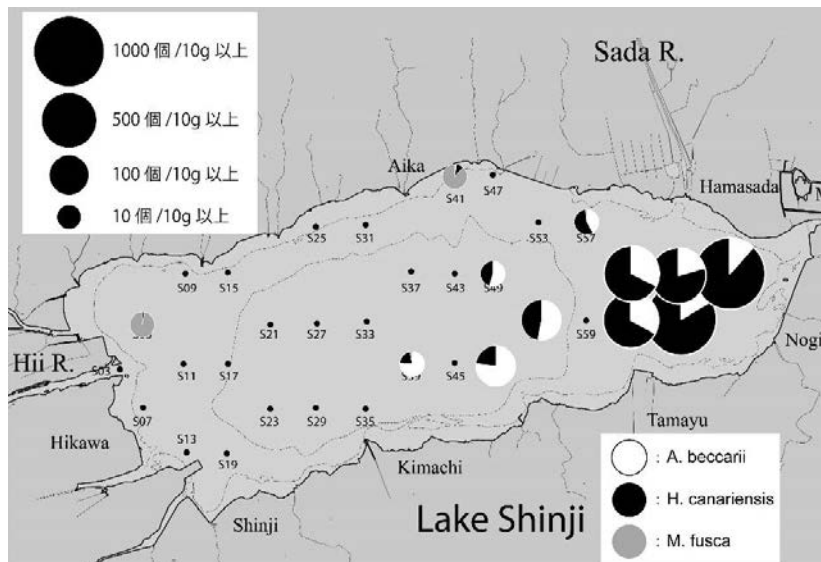 1000 個 /10g 以上
500 個 /10g 以上
100 個 /10g 以上
10 個 /10g 以上
Sada R.
Aika
Hamasada
S41
S47
S25
S31
S53
S57
S09
S15
S37
S43
S49
S21
S27
S33
S59
Hii R.
S03
S11
S17
S45
Nogi
S07
S23
S29
S35
Tamayu
Hikawa
S13
S19
Kimachi
Shinji
Lake Shinji
: A. beccarii
: H. canariensis
: M. fusca